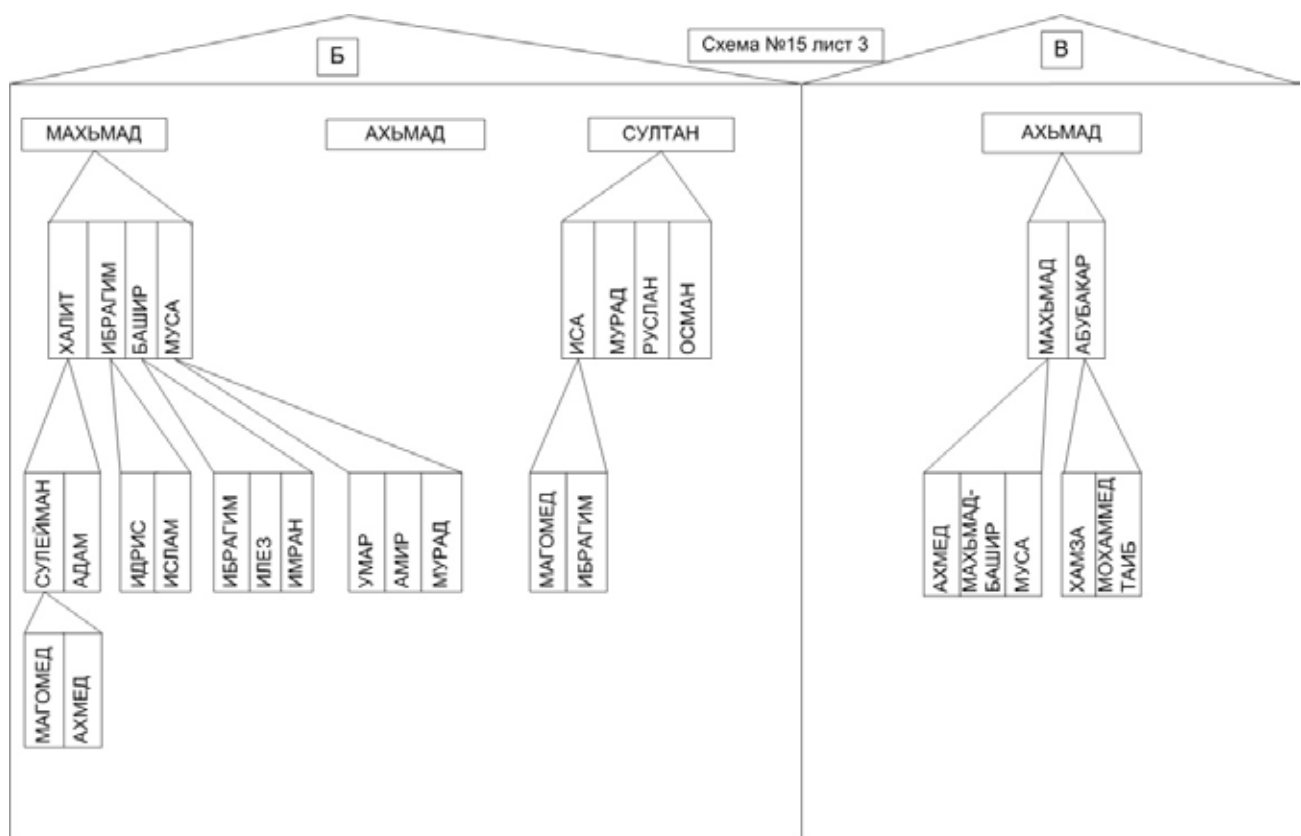 Схема №15 лист 3
Б
В
МАХЬМАД
АХЬМАД
СУЛТАН
АХЬМАД
ХАЛИТ
ИБРАГИМ
БАШИР
МУСА
ИСА
МУРАД
РУСЛАН
ОСМАН
МАХЬМАД
АБУБАКАР
СУЛЕЙМАН
АДАМ
ИДРИС
ИСЛАМ
ИБРАГИМ
ИЛЕЗ
ИМРАН
УМАР
АМИР
МУРАД
МАГОМЕД
ИБРАГИМ
АХМЕД
МАХЬМАД-
БАШИР
МУСА
ХАМЗА
МОХАММЕД
ТАИБ
МАГОМЕД
АХМЕД